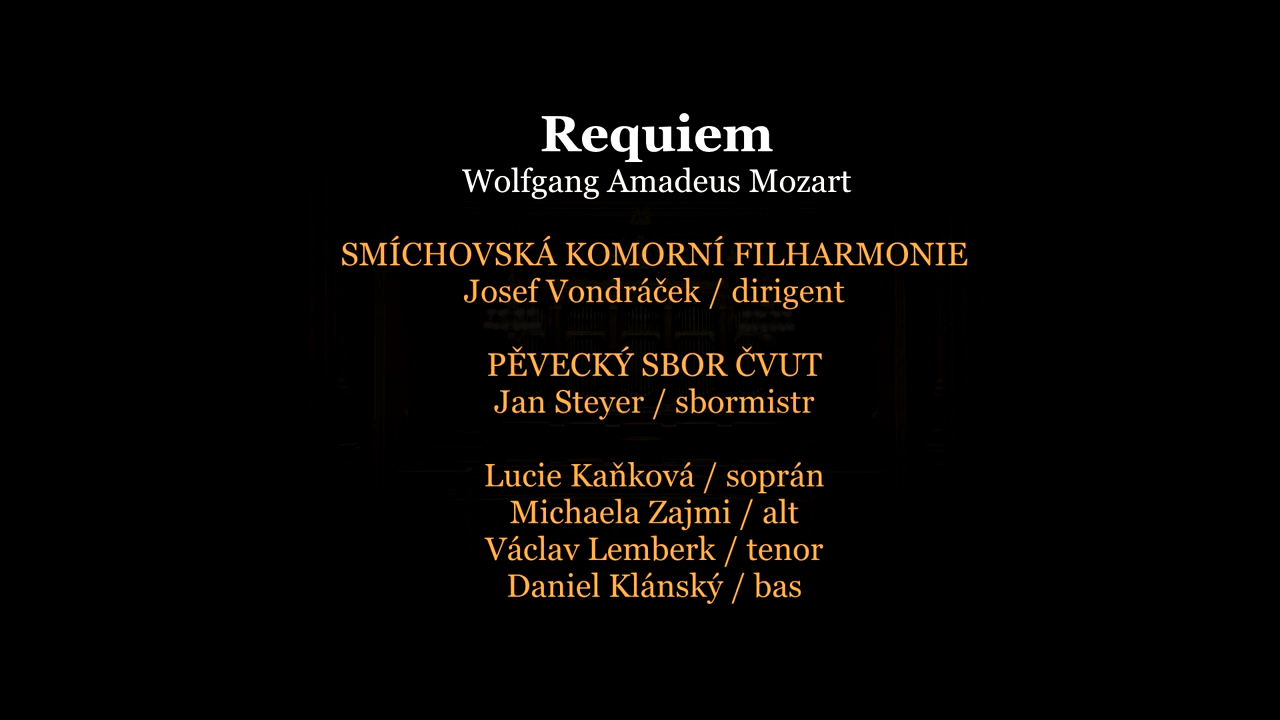 Requiem
Wolfgang Amadeus Mozart
SMÍCHOVSKÁ KOMORNÍ FILHARMONIE
Josef Vondráček / dirigent
PĚVECKÝ SBOR ČVUT
Jan Steyer / sbormistr
Lucie Kaňková / soprán
Michaela Zajmi / alt
Václav Lemberk / tenor
Daniel Klánský / bas